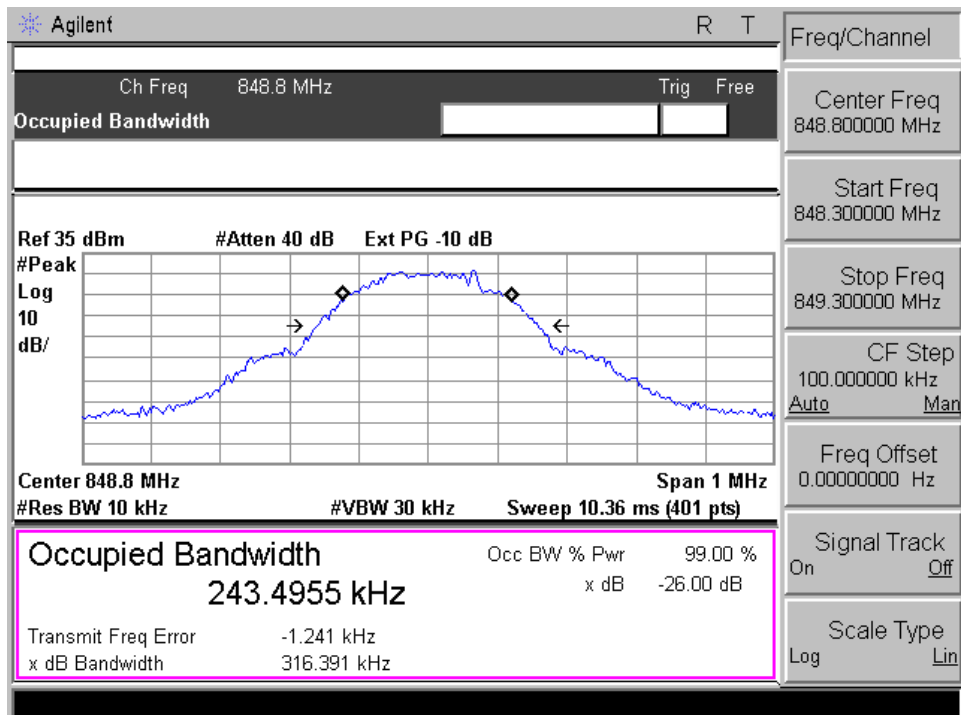 Agilent R T
Freq/Channel
Ch Freq 848.8 MHz Trig Free
Occupied Bandwidth
Center Freq
848.800000 MHz
Start Freq
848.300000 MHz
Ref 35 dBm #Atten 40 dB Ext PG -10 dB
#Peak
Log
10
dB/
Stop Freq
849.300000 MHz
CF Step
100.000000 kHz
Auto Man
Center 848.8 MHz Span 1 MHz
#Res BW 10 kHz #VBW 30 kHz Sweep 10.36 ms (401 pts)
Freq Offset
0.00000000 Hz
Occupied Bandwidth Occ BW % Pwr 99.00 %
243.4955 kHz x dB -26.00 dB
Transmit Freq Error -1.241 kHz
x dB Bandwidth 316.391 kHz
Signal Track
On Off
Scale Type
Log Lin